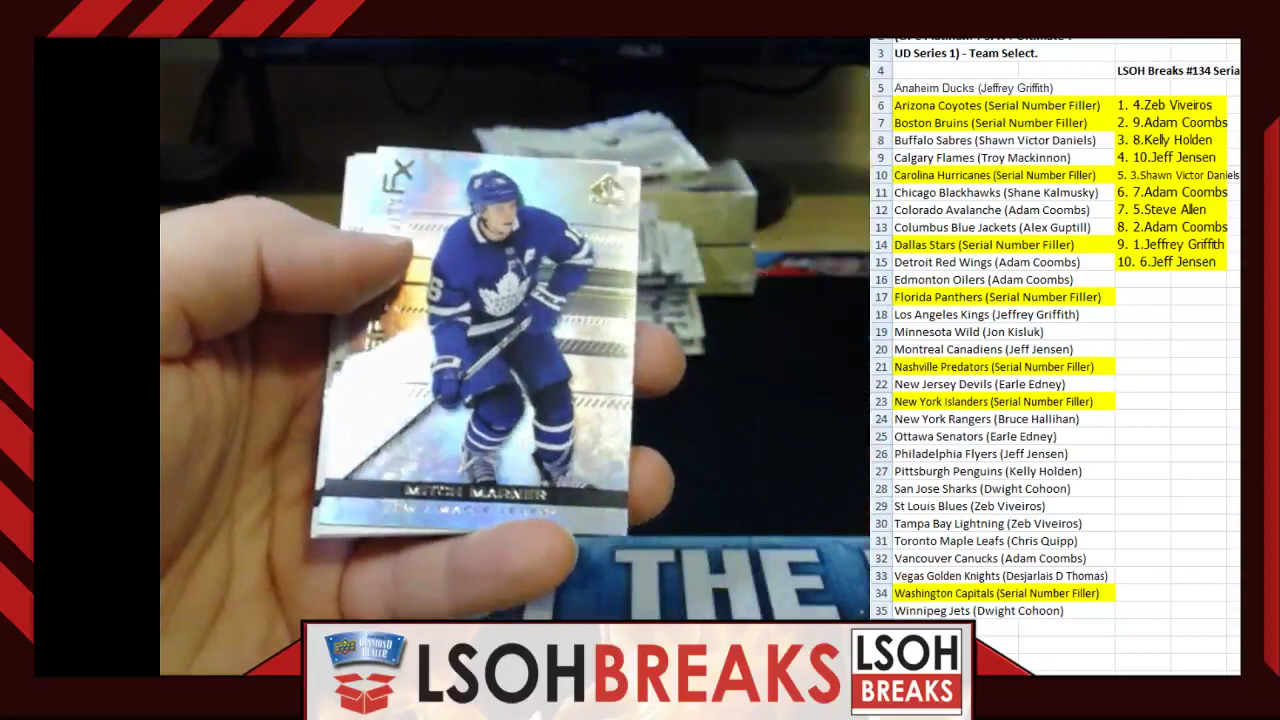 UD Series 1) - Team Select.
3
4
LSOH Breaks #134 Seria
5 Anaheim Ducks (Jeffrey Griffith)
6 Arizona Coyotes (Serial Number Filler) 1. 4.Zeb Viveiros
7 Boston Bruins (Serial Number Filler) 2. 9.Adam Coombs
8 Buffalo Sabres (Shawn Victor Daniels) 3. 8.Kelly Holden
9 Calgary Flames (Troy Mackinnon) 4. 10.Jeff Jensen
10 Carolina Hurricanes (Serial Number Filler) 5. 3.Shawn Victor Daniels
11 Chicago Blackhawks (Shane Kalmusky) 6. 7.Adam Coombs
12 Colorado Avalanche (Adam Coombs) 7. 5.Steve Allen
13 Columbus Blue Jackets (Alex Guptill) 8. 2.Adam Coombs
14 Dallas Stars (Serial Number Filler) 9. 1.Jeffrey Griffith
15 Detroit Red Wings (Adam Coombs) 10. 6.Jeff Jensen
16 Edmonton Oilers (Adam Coombs)
17 Florida Panthers (Serial Number Filler)
18 Los Angeles Kings (Jeffrey Griffith)
19 Minnesota Wild (Jon Kisluk)
20 Montreal Canadiens (Jeff Jensen)
21 Nashville Predators (Serial Number Filler)
22 New Jersey Devils (Earle Edney)
23 New York Islanders (Serial Number Filler)
24 New York Rangers (Bruce Hallihan)
25 Ottawa Senators (Earle Edney)
26 Philadelphia Flyers (Jeff Jensen)
27 Pittsburgh Penguins (Kelly Holden)
28 San Jose Sharks (Dwight Cohoon)
29 St Louis Blues (Zeb Viveiros)
30 Tampa Bay Lightning (Zeb Viveiros)
31 Toronto Maple Leafs (Chris Quipp)
32 Vancouver Canucks (Adam Coombs)
33 Vegas Golden Knights (Desjarlais D Thomas)
34 Washington Capitals (Serial Number Filler)
35 Winnipeg Jets (Dwight Cohoon)
MITCH MARNER
THE
LSOHBREAKS
LSOH
BREAKS